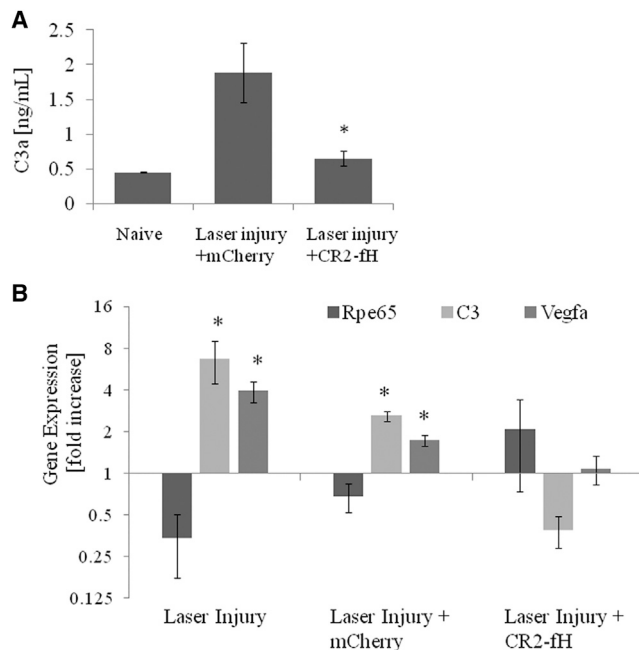 A
C3a [ng/mL]
2.5
2
1.5
1
0.5
0
*
Naive
Laser injury
+mCherry
Laser injury
+CR2-fH
B
Gene Expression
[fold increase]
16
8
4
2
1
0.5
0.25
0.125
Rpe65
C3
Vegfa
*
*
*
*
Laser Injury
Laser Injury +
mCherry
Laser Injury +
CR2-fH